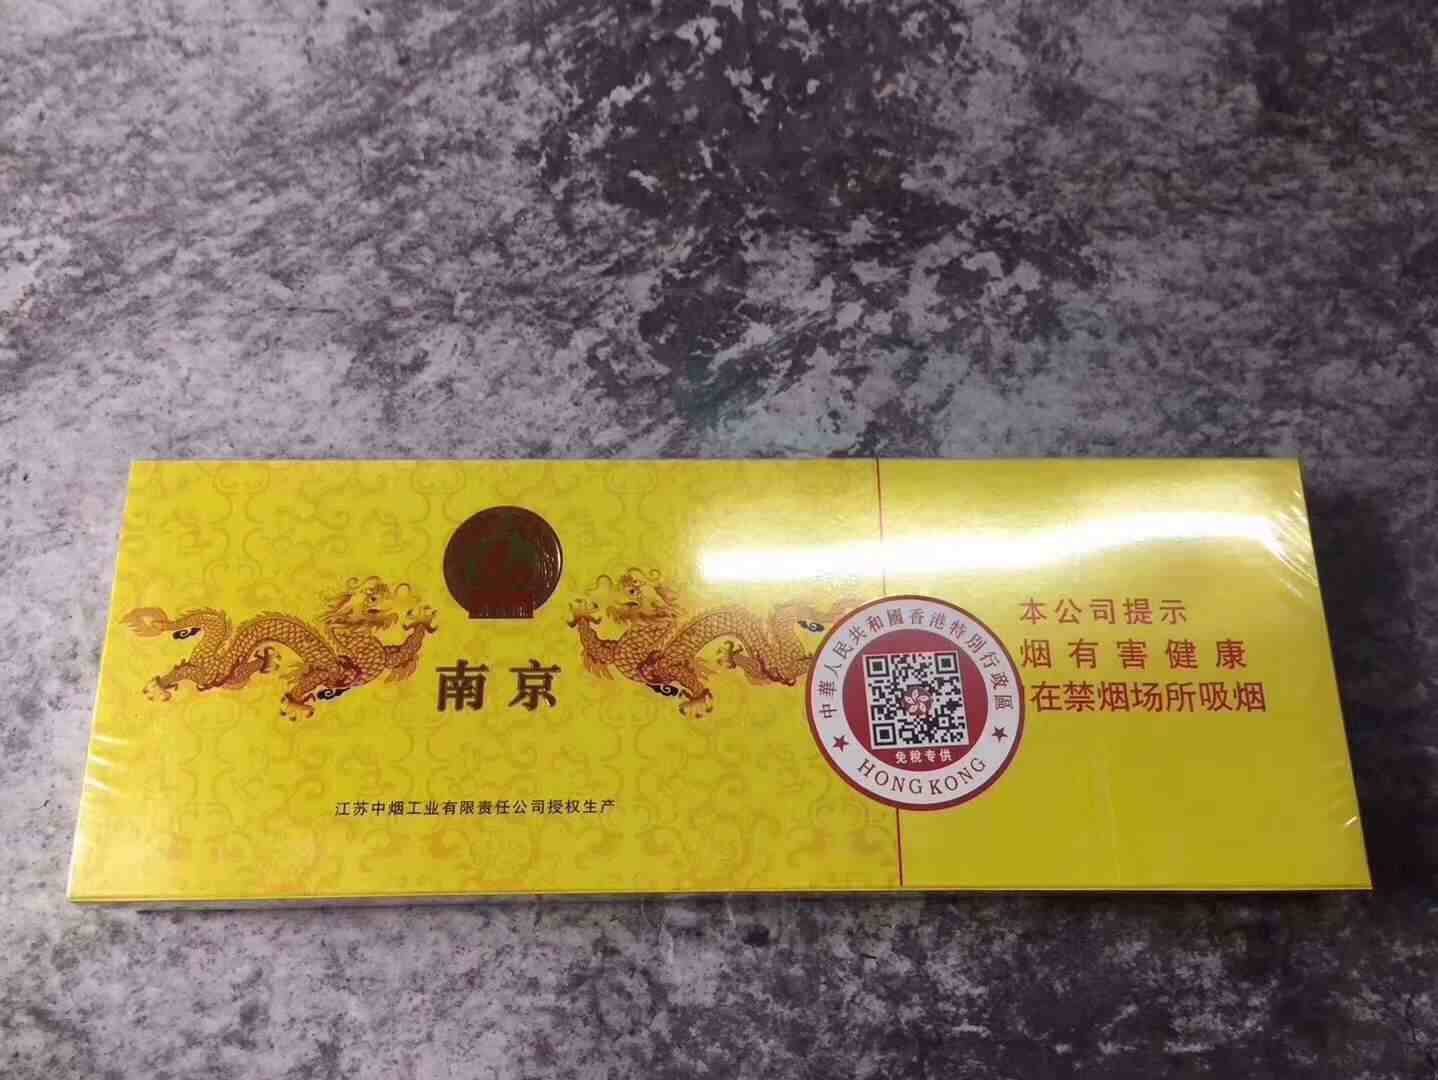 南京
江苏中烟工业有限责任公司授权生产
中華人民共和國香港特別行政區
免税专供
★ HONG KONG ★
本公司提示
烟有害健康
在禁烟场所吸烟